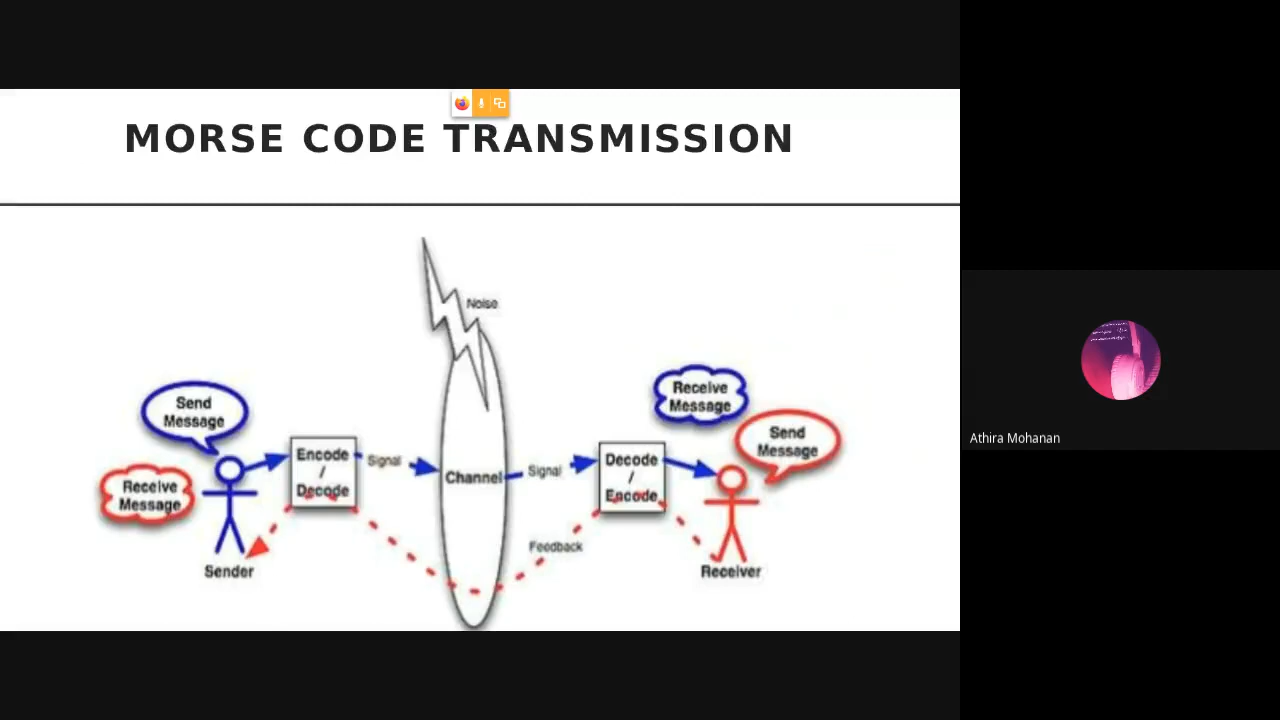 MORSE CODE TRANSMISSION
Noise
Send
Message
Receive
Message
Encode
/
Decode
Signal
Channel
Signal
Decode
/
Encode
Receive
Message
Send
Message
Feedback
Sender
Receiver
Athira Mohanan